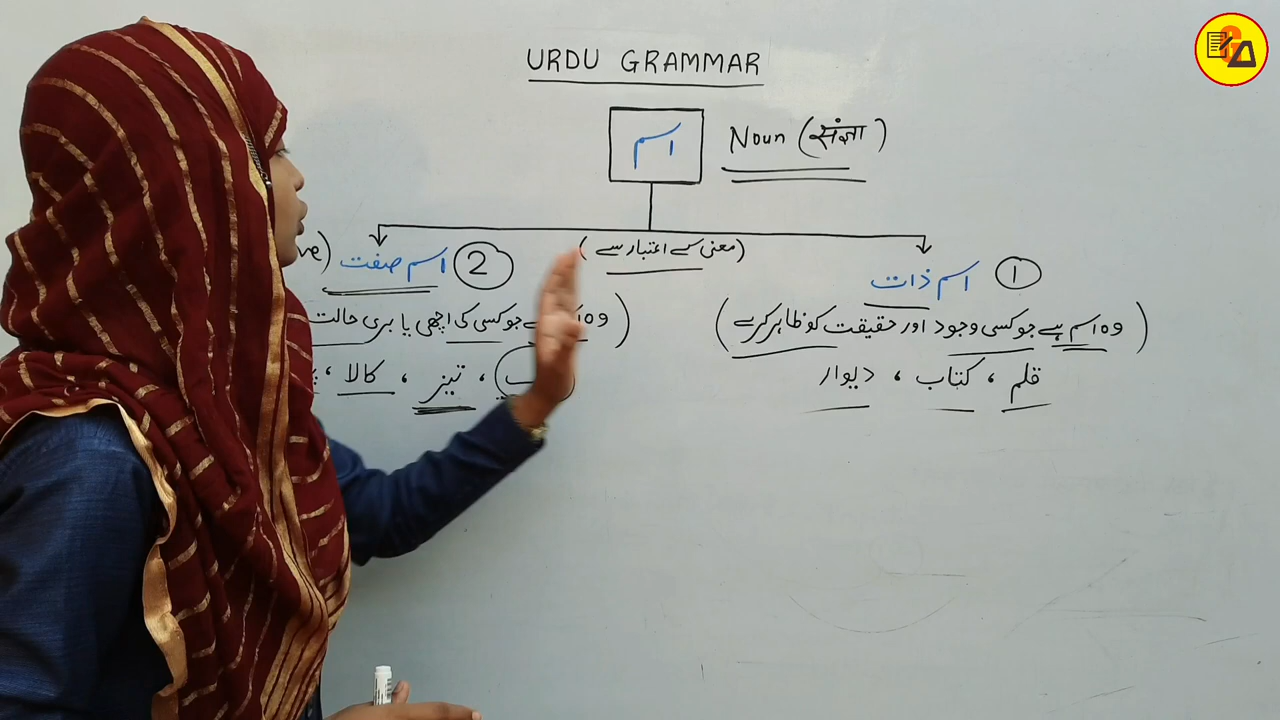 URDU GRAMMAR
اسم Noun (संज्ञा)
(معنی کے اعتبار سے)
① اسم ذات
(وہ اسم ہے جو کسی وجود اور حقیقت کو ظاہر کرے)
قلم ، کتاب ، دیوار
② اسم صفت
(وہ جو کسی کی اچھی یا بری حالت
، تیز ، کالا ،